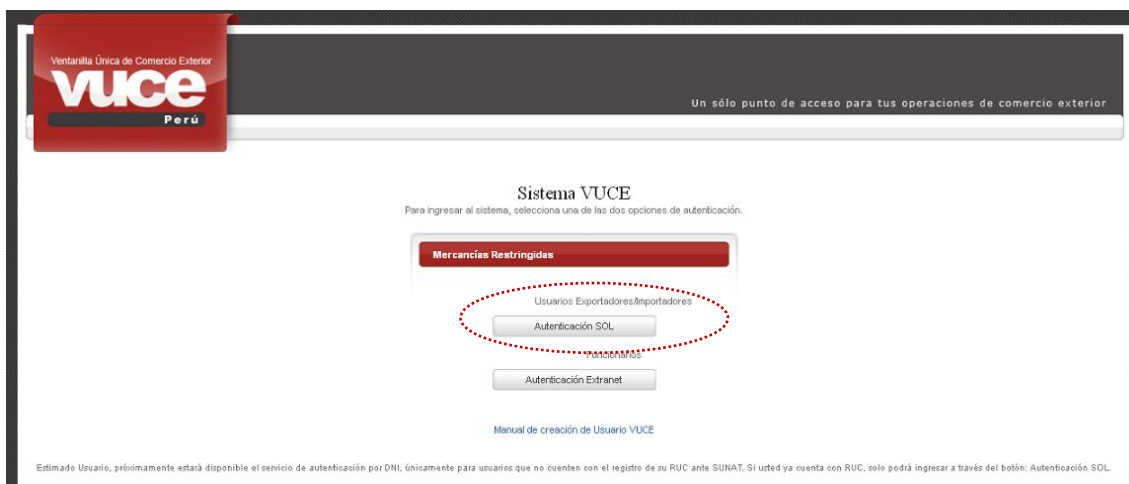 Ventanilla Única de Comercio Exterior
vuce
Perú
Un sólo punto de acceso para tus operaciones de comercio exterior
Sistema VUCE
Para ingresar al sistema, selecciona una de las dos opciones de autenticación.
Mercancías Restringidas
Usuarios Exportadores/Importadores
Autenticación SOL
Funcionarios
Autenticación Extranet
Manual de creación de Usuario VUCE
Estimado Usuario, próximamente estará disponible el servicio de autenticación por DNI, únicamente para usuarios que no cuenten con el registro de su RUC ante SUNAT. Si usted ya cuenta con RUC, solo podrá ingresar a través del botón: Autenticación SOL.